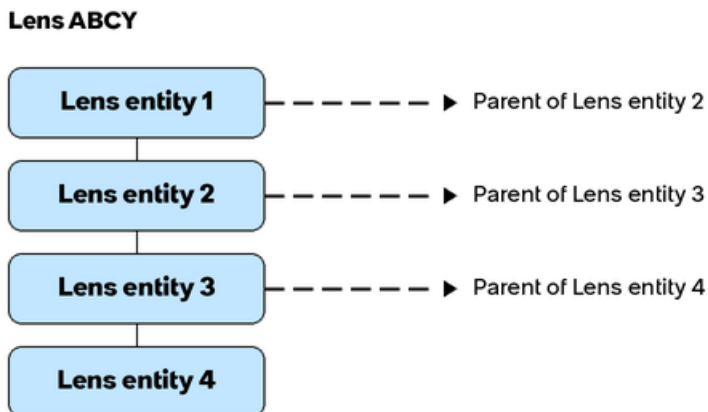 Lens ABCY
Lens entity 1
Parent of Lens entity 2
Lens entity 2
Parent of Lens entity 3
Lens entity 3
Parent of Lens entity 4
Lens entity 4